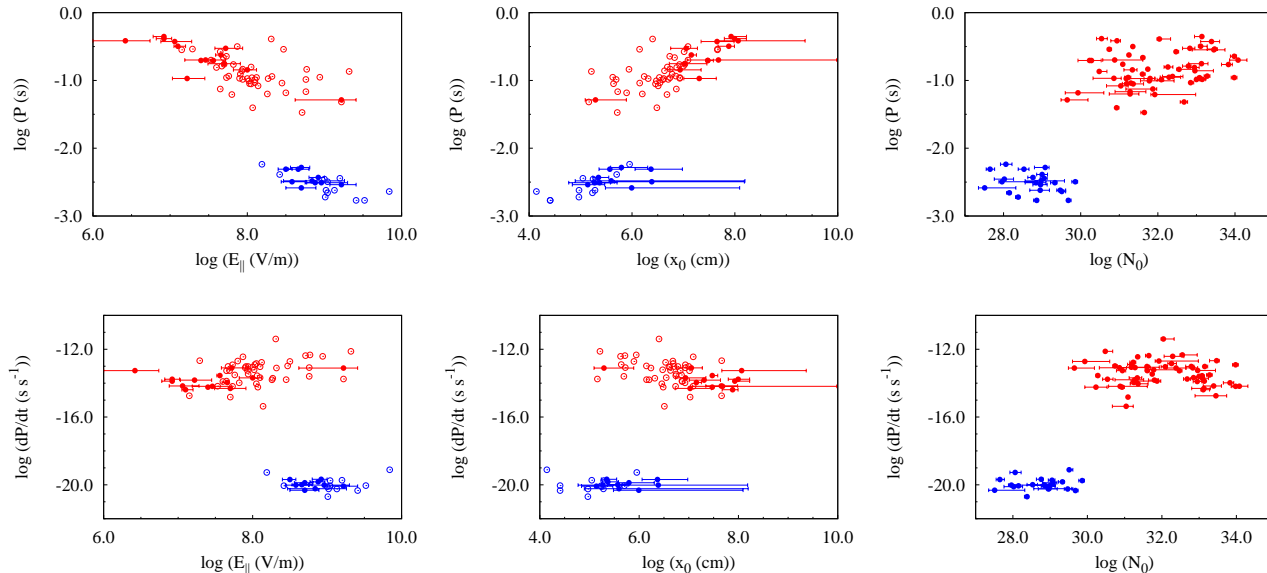 0.0
-1.0
-2.0
-3.0
6.0 8.0 10.0
log (P (s))
log (E|| (V/m))
0.0
-1.0
-2.0
-3.0
4.0 6.0 8.0 10.0
log (P (s))
log (x0 (cm))
0.0
-1.0
-2.0
-3.0
28.0 30.0 32.0 34.0
log (P (s))
log (N0)
-12.0
-16.0
-20.0
6.0 8.0 10.0
log (dP/dt (s s-1))
log (E|| (V/m))
-12.0
-16.0
-20.0
4.0 6.0 8.0 10.0
log (dP/dt (s s-1))
log (x0 (cm))
-12.0
-16.0
-20.0
28.0 30.0 32.0 34.0
log (dP/dt (s s-1))
log (N0)